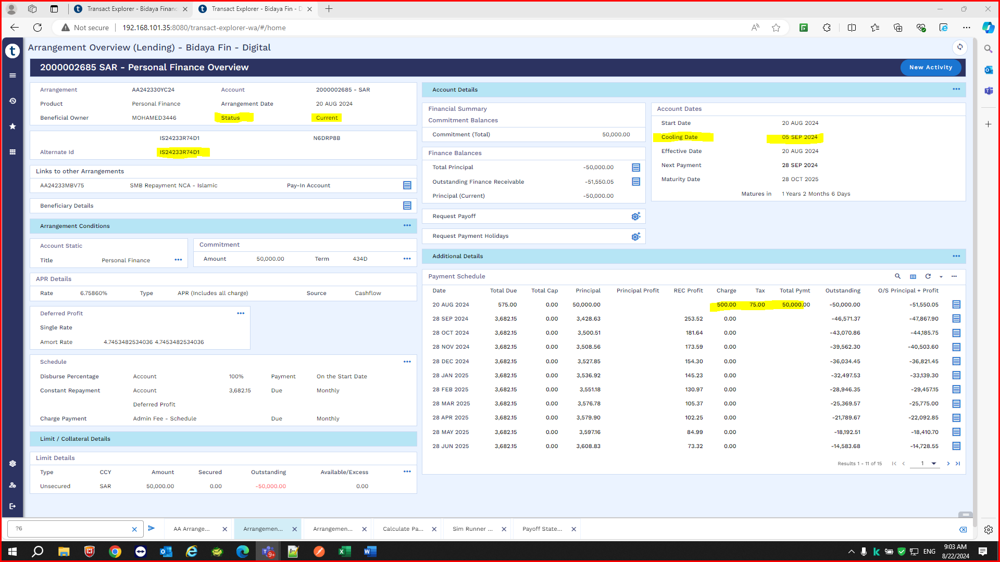 Transact Explorer - Bidaya Financ
Transact Explorer - Bidaya Fin - D
Not secure
192.168.101.35:8080/transact-explorer-wa/#/home
Arrangement Overview (Lending) - Bidaya Fin - Digital
2000002685 SAR - Personal Finance Overview
New Activity
Arrangement AA242330YC24 Account 2000002685 - SAR
Product Personal Finance Arrangement Date 20 AUG 2024
Beneficial Owner MOHAMED3446 Status Current
IS24233R74D1 N6DRP8B
Alternate Id IS24233R74D1
Links to other Arrangements
AA24233MBV75 SMB Repayment NCA - Islamic Pay-In Account
Beneficiary Details
Arrangement Conditions
Account Static
Title Personal Finance
Commitment
Amount 50,000.00 Term 434D
APR Details
Rate 6.75860% Type APR (Includes all charge) Source Cashflow
Deferred Profit
Single Rate
Amort Rate 4.7453482534036 4.7453482534036
Schedule
Disburse Percentage Account 100% Payment On the Start Date
Constant Repayment Account 3,682.15 Due Monthly
Deferred Profit
Charge Payment Admin Fee - Schedule Due Monthly
Limit / Collateral Details
Limit Details
Type CCY Amount Secured Outstanding Available/Excess
Unsecured SAR 50,000.00 0.00 -50,000.00 0.00
Account Details
Financial Summary
Commitment Balances
Commitment (Total) 50,000.00
Finance Balances
Total Principal -50,000.00
Outstanding Finance Receivable -51,550.05
Principal (Current) -50,000.00
Request Payoff
Request Payment Holidays
Account Dates
Start Date 20 AUG 2024
Cooling Date 05 SEP 2024
Effective Date 20 AUG 2024
Next Payment 28 SEP 2024
Maturity Date 28 OCT 2025
Matures in 1 Years 2 Months 6 Days
Additional Details
Payment Schedule
Date Total Due Total Cap Principal Principal Profit REC Profit Charge Tax Total Pymt Outstanding O/S Principal + Profit
20 AUG 2024 575.00 0.00 50,000.00 500.00 75.00 50,000.00 -50,000.00 -51,550.05
28 SEP 2024 3,682.15 0.00 3,428.63 253.52 0.00 -46,571.37 -47,867.90
28 OCT 2024 3,682.15 0.00 3,500.51 181.64 0.00 -43,070.86 -44,185.75
28 NOV 2024 3,682.15 0.00 3,508.56 173.59 0.00 -39,562.30 -40,503.60
28 DEC 2024 3,682.15 0.00 3,527.85 154.30 0.00 -36,034.45 -36,821.45
28 JAN 2025 3,682.15 0.00 3,536.92 145.23 0.00 -32,497.53 -33,139.30
28 FEB 2025 3,682.15 0.00 3,551.18 130.97 0.00 -28,946.35 -29,457.15
28 MAR 2025 3,682.15 0.00 3,576.78 105.37 0.00 -25,369.57 -25,775.00
28 APR 2025 3,682.15 0.00 3,579.90 102.25 0.00 -21,789.67 -22,092.85
28 MAY 2025 3,682.15 0.00 3,597.16 84.99 0.00 -18,192.51 -18,410.70
28 JUN 2025 3,682.15 0.00 3,608.83 73.32 0.00 -14,583.68 -14,728.55
Results 1 - 11 of 15 1
?6
AA Arrange...
Arrangemen...
Arrangemen...
Calculate Pa...
Sim Runner ...
Payoff State...
9+
ENG
9:03 AM
8/22/2024